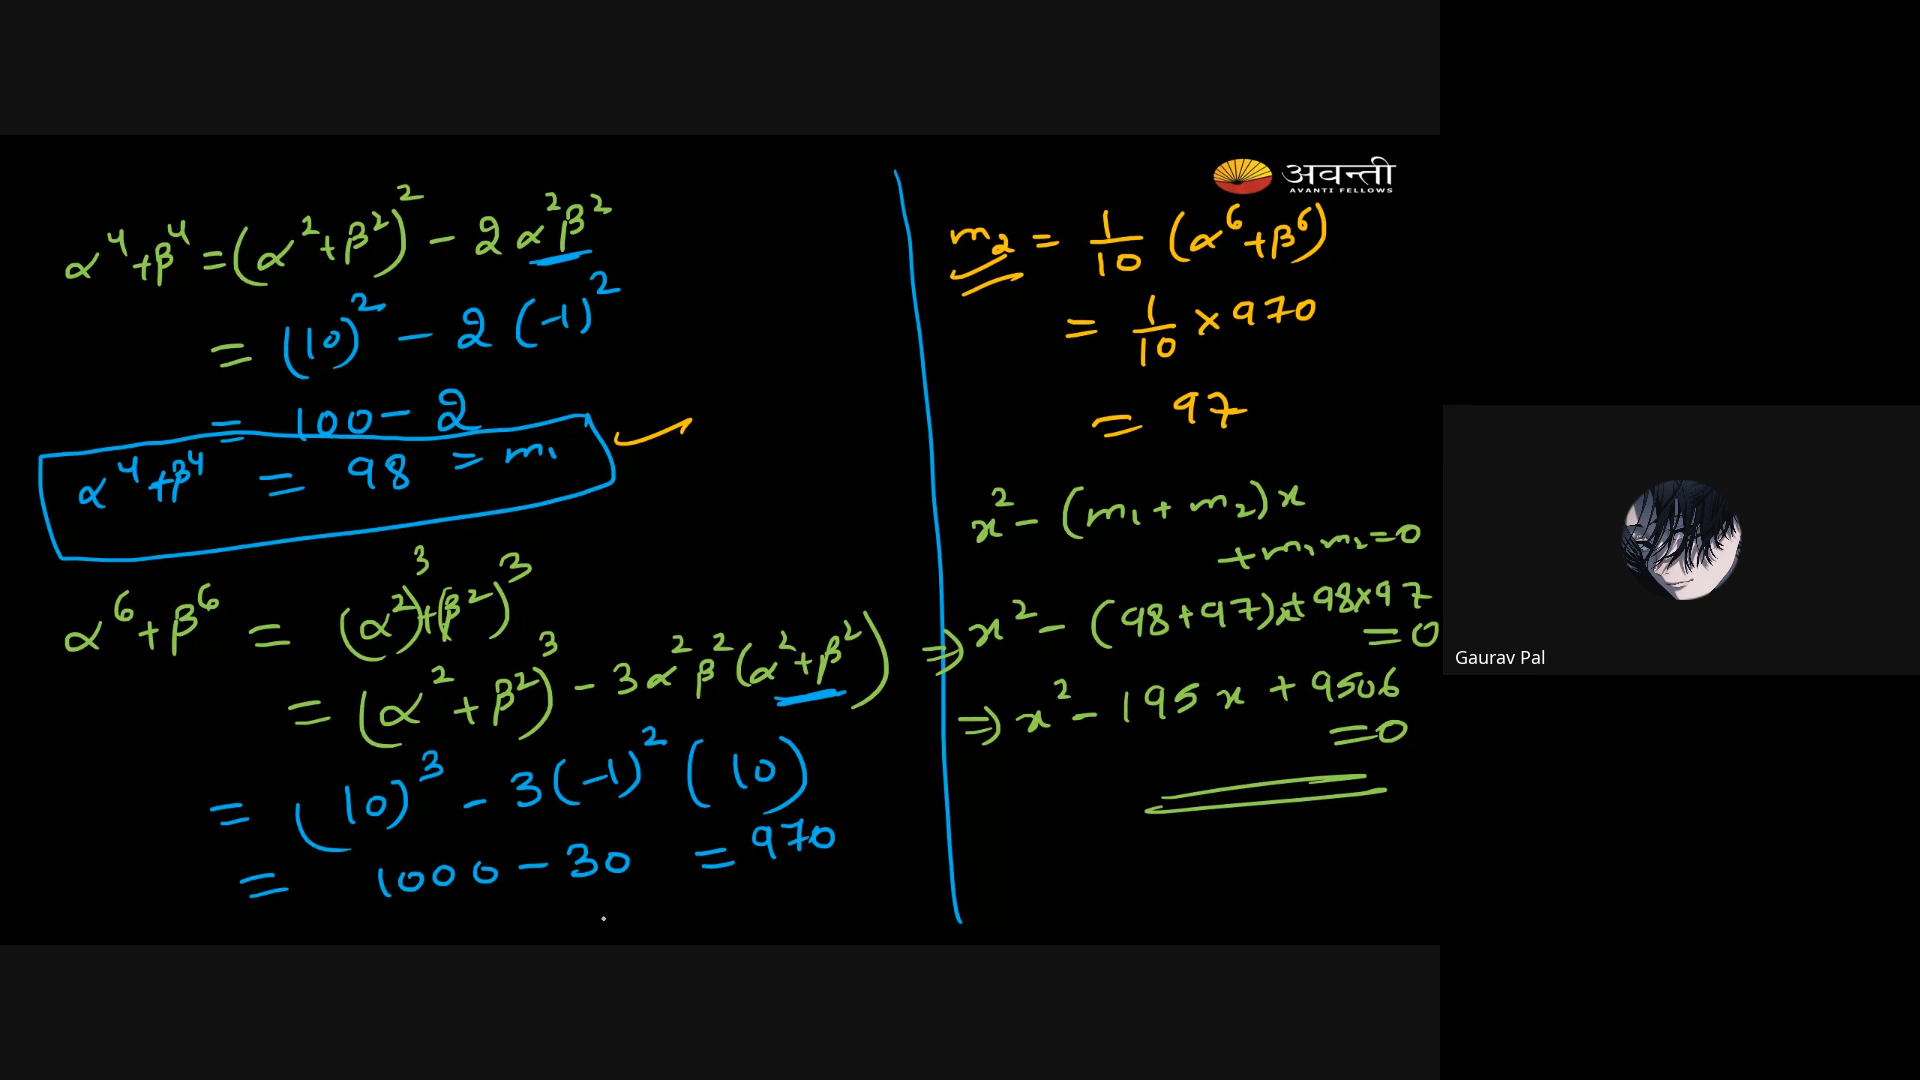 α⁴+β⁴ = (α²+β²)² - 2α²β²
= (10)² - 2(-1)²
= 100 - 2
α⁴+β⁴ = 98 = m₁
α⁶+β⁶ = (α²)³+(β²)³
= (α²+β²)³ - 3α²β²(α²+β²)
= (10)³ - 3(-1)²(10)
= 1000 - 30 = 970
अवन्ती
AVANTI FELLOWS
m₂ = 1/10 (α⁶+β⁶)
= 1/10 × 970
= 97
x² - (m₁+m₂)x
+m₁m₂=0
⇒ x² - (98+97)x+98×97
=0
⇒ x² - 195x + 9506
=0
Gaurav Pal